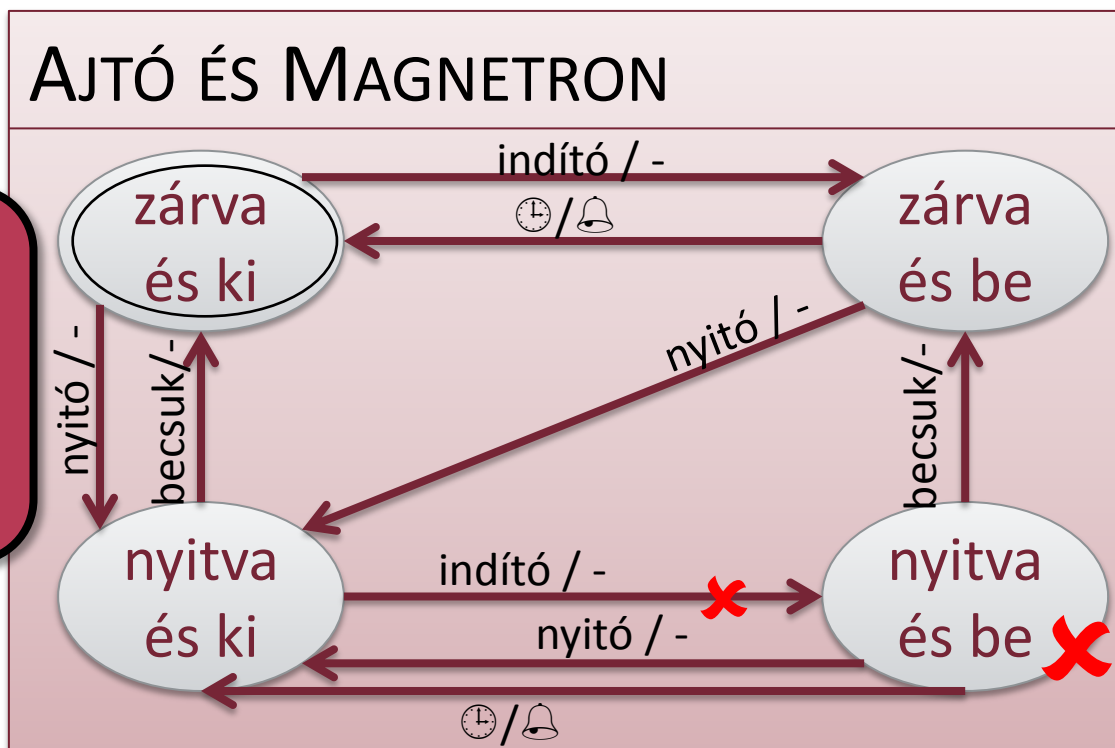 AJTÓ ÉS MAGNETRON
indító / -
🕒/🔔
zárva
és ki
zárva
és be
nyitó / -
becsuk/-
nyitó / -
becsuk/-
nyitva
és ki
indító / -
nyitó / -
nyitva
és be
🕒/🔔